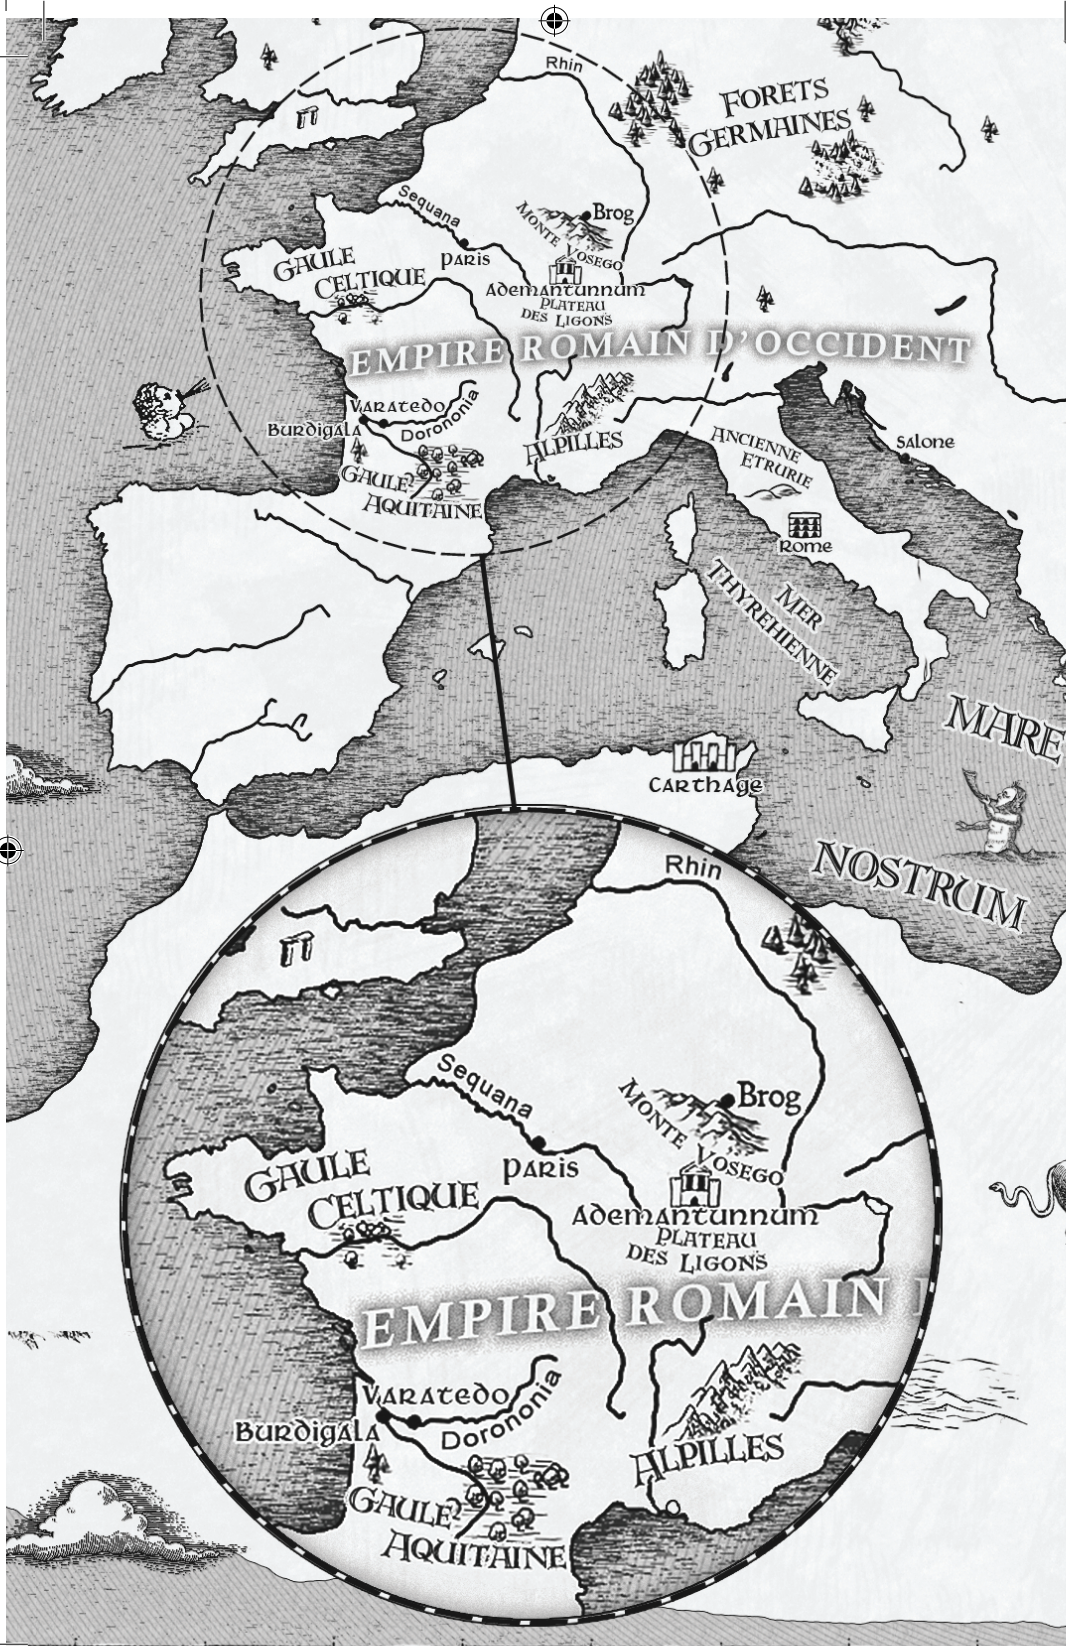 Rhin
FORETS
GERMAINES
Sequana
Brog
MONTE
VOSEGO
PARIS
GAULE
CELTIQUE
ADEMANTUNNUM
PLATEAU
DES LIGONS
EMPIRE ROMAIN D'OCCIDENT
VARATEDO
Dorononia
BURDIGALA
ALPILLES
ANCIENNE
ETRURIE
SALONE
GAULE
AQUITAINE
ROME
MER
THYREHIENNE
MARE
NOSTRUM
CARTHAGE
Rhin
Sequana
Brog
MONTE
VOSEGO
PARIS
GAULE
CELTIQUE
ADEMANTUNNUM
PLATEAU
DES LIGONS
EMPIRE ROMAIN
VARATEDO
Dorononia
BURDIGALA
ALPILLES
GAULE
AQUITAINE